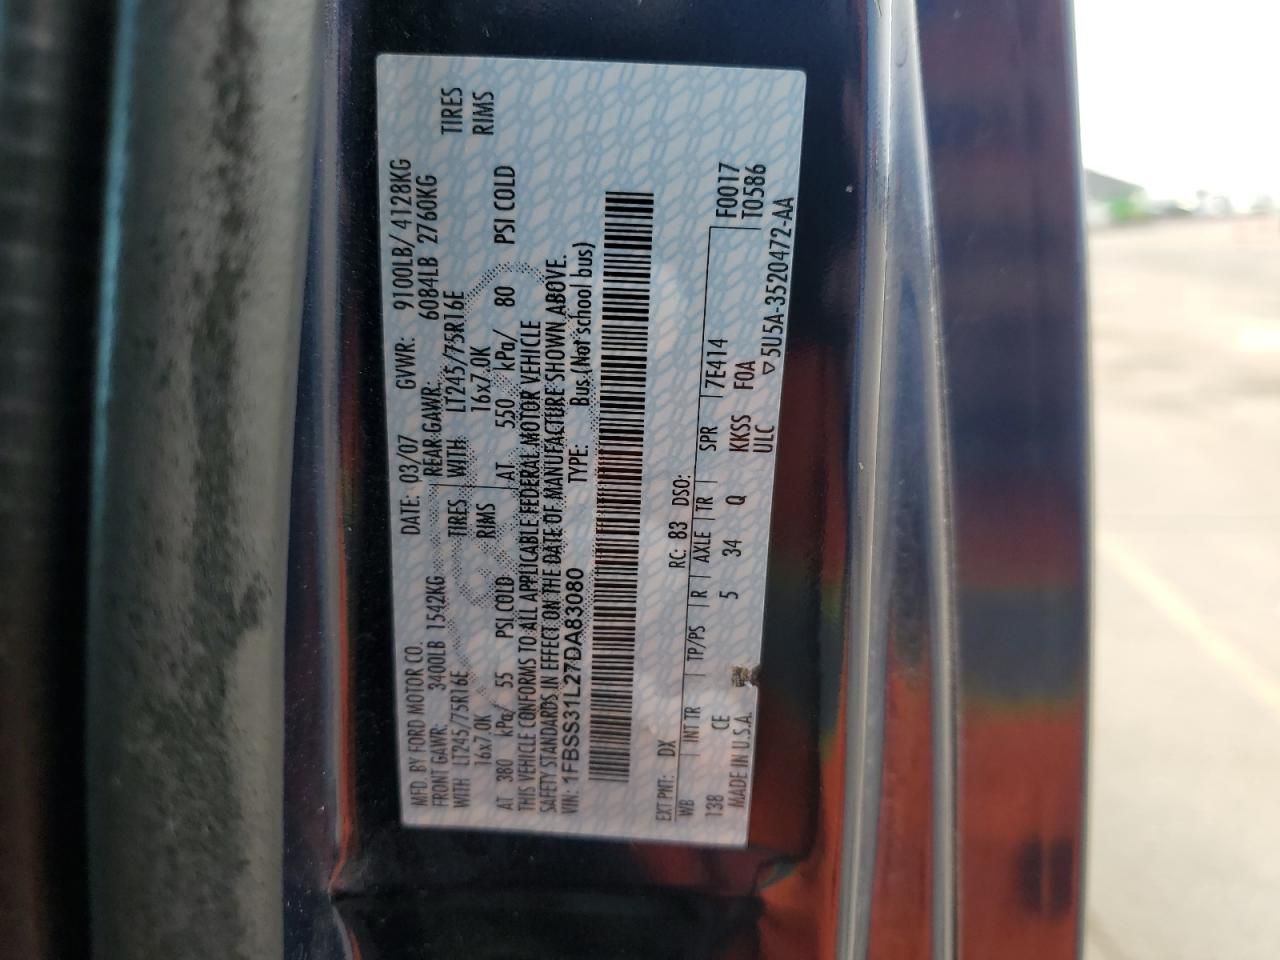 MFD. BY FORD MOTOR CO. DATE: 03/07 GVWR: 9100LB/ 4128KG
FRONT GAWR: 3400LB 1542KG REAR GAWR: 6084LB 2760KG
WITH LT245/75R16E TIRES WITH LT245/75R16E TIRES
16x7.0K RIMS 16x7.0K RIMS
AT 380 kPa/ 55 PSI COLD AT 550 kPa/ 80 PSI COLD
THIS VEHICLE CONFORMS TO ALL APPLICABLE FEDERAL MOTOR VEHICLE
SAFETY STANDARDS IN EFFECT ON THE DATE OF MANUFACTURE SHOWN ABOVE.
VIN: 1FBSS31L27DA83080 TYPE: Bus (Not school bus)
EXT PNT: DX RC: 83 DSO:
WB INT TR TP/PS R AXLE TR SPR 7E414 F0017
138 CE 5 34 Q KKSS T0586
MADE IN U.S.A. ULC FOA ▽5U5A-3520472-AA